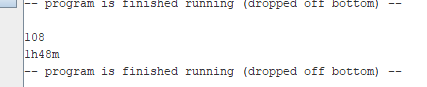 -- program is finished running (dropped off bottom) --
108
1h48m
-- program is finished running (dropped off bottom) --